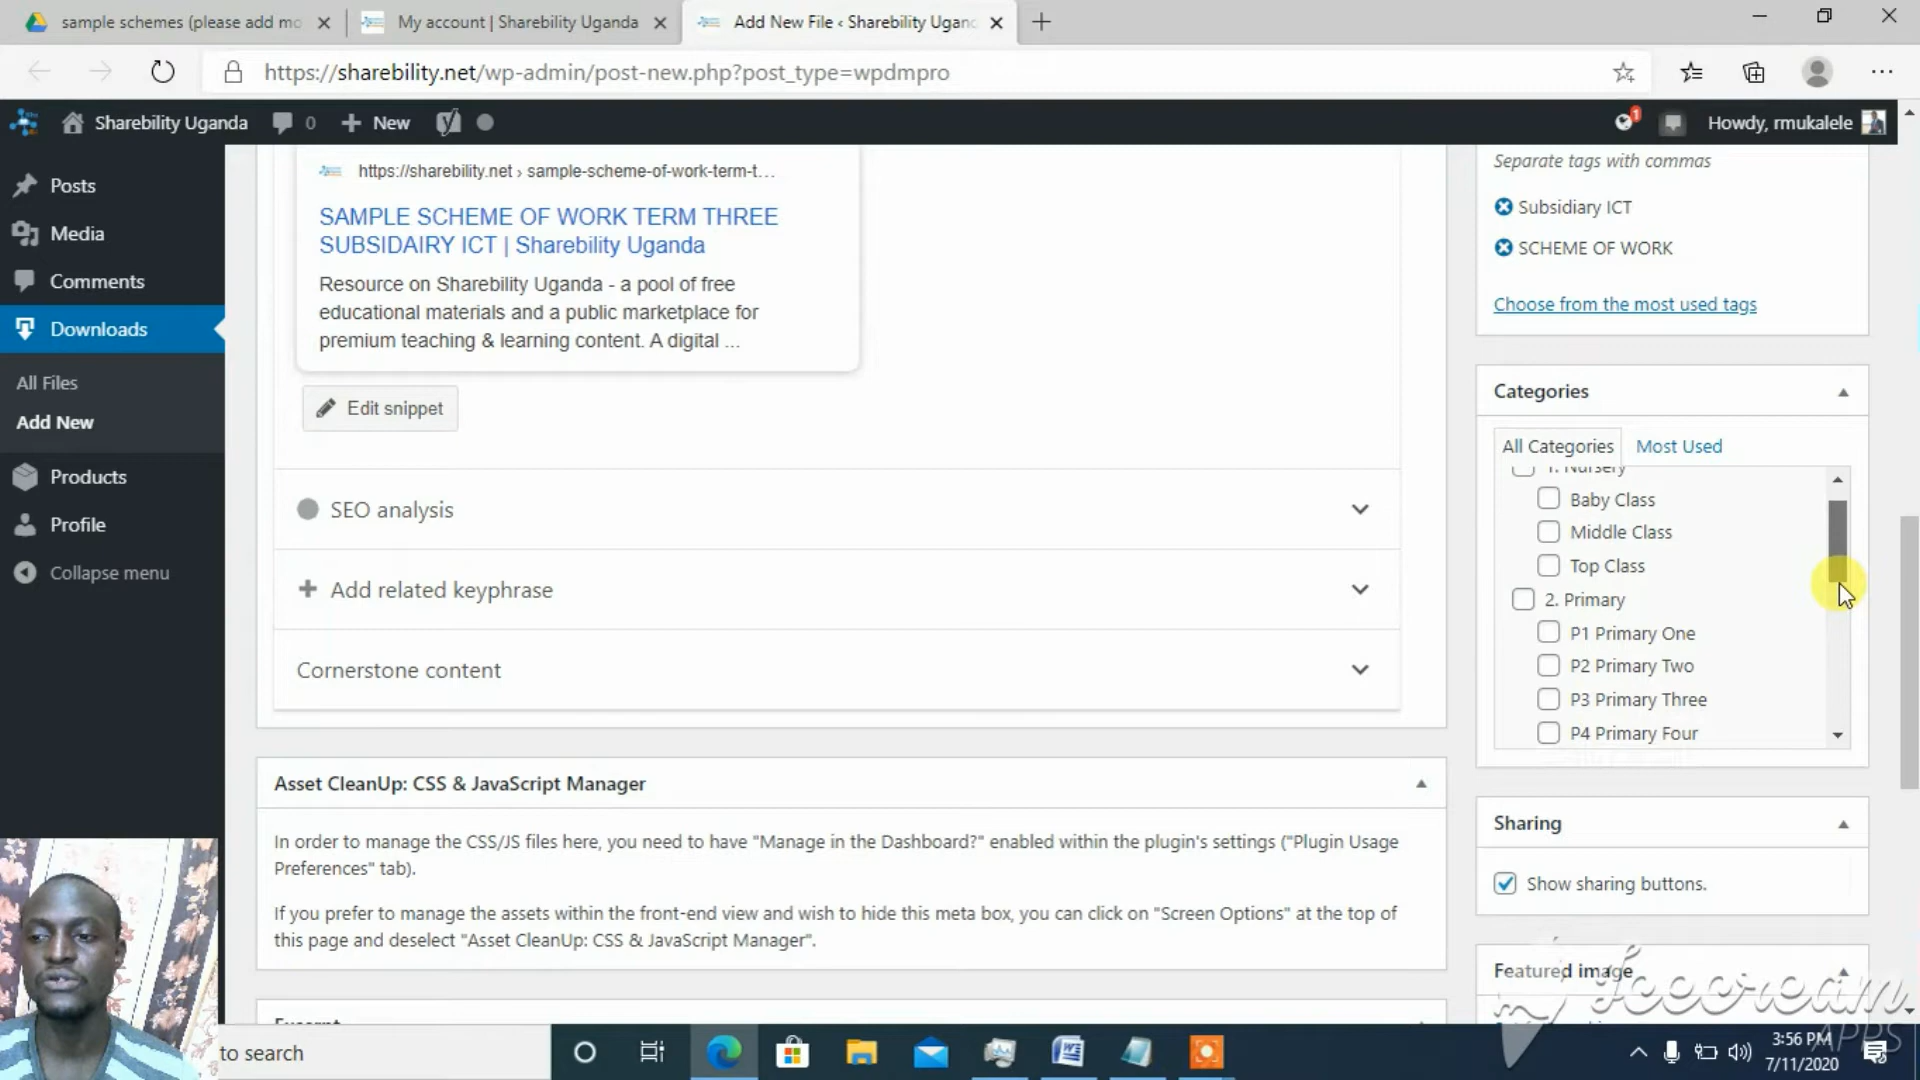 sample schemes (please add mo
My account | Sharebility Uganda
Add New File ‹ Sharebility Ugan
https://sharebility.net/wp-admin/post-new.php?post_type=wpdmpro
Sharebility Uganda
0
New
1
Howdy, rmukalele
Posts
Media
Comments
Downloads
All Files
Add New
Products
Profile
Collapse menu
https://sharebility.net › sample-scheme-of-work-term-t...
SAMPLE SCHEME OF WORK TERM THREE
SUBSIDAIRY ICT | Sharebility Uganda
Resource on Sharebility Uganda - a pool of free
educational materials and a public marketplace for
premium teaching & learning content. A digital ...
Edit snippet
SEO analysis
Add related keyphrase
Cornerstone content
Asset CleanUp: CSS & JavaScript Manager
In order to manage the CSS/JS files here, you need to have "Manage in the Dashboard?" enabled within the plugin's settings ("Plugin Usage
Preferences" tab).
If you prefer to manage the assets within the front-end view and wish to hide this meta box, you can click on "Screen Options" at the top of
this page and deselect "Asset CleanUp: CSS & JavaScript Manager".
Excerpt
Separate tags with commas
Subsidiary ICT
SCHEME OF WORK
Choose from the most used tags
Categories
All Categories
Most Used
1. Nursery
Baby Class
Middle Class
Top Class
2. Primary
P1 Primary One
P2 Primary Two
P3 Primary Three
P4 Primary Four
Sharing
Show sharing buttons.
Featured image
Icecream
APPS
to search
3:56 PM
7/11/2020